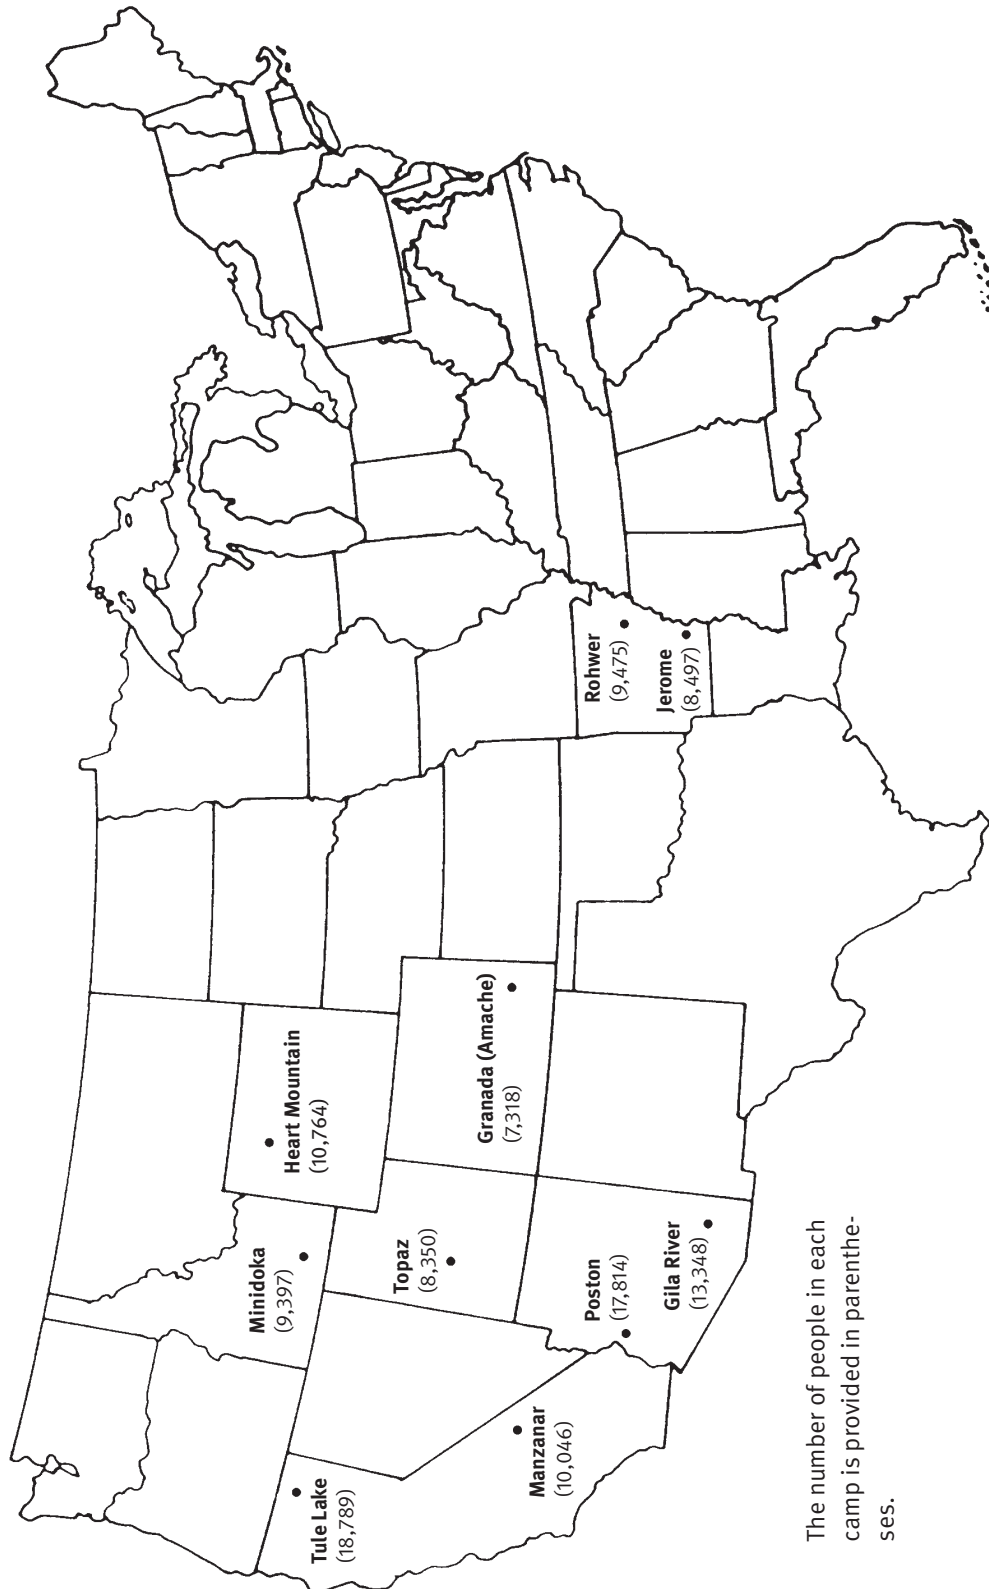 Tule Lake
(18,789)
Manzanar
(10,046)
Minidoka
(9,397)
Topaz
(8,350)
Poston
(17,814)
Gila River
(13,348)
Heart Mountain
(10,764)
Granada (Amache)
(7,318)
Rohwer
(9,475)
Jerome
(8,497)
The number of people in each
camp is provided in parenthe-
ses.